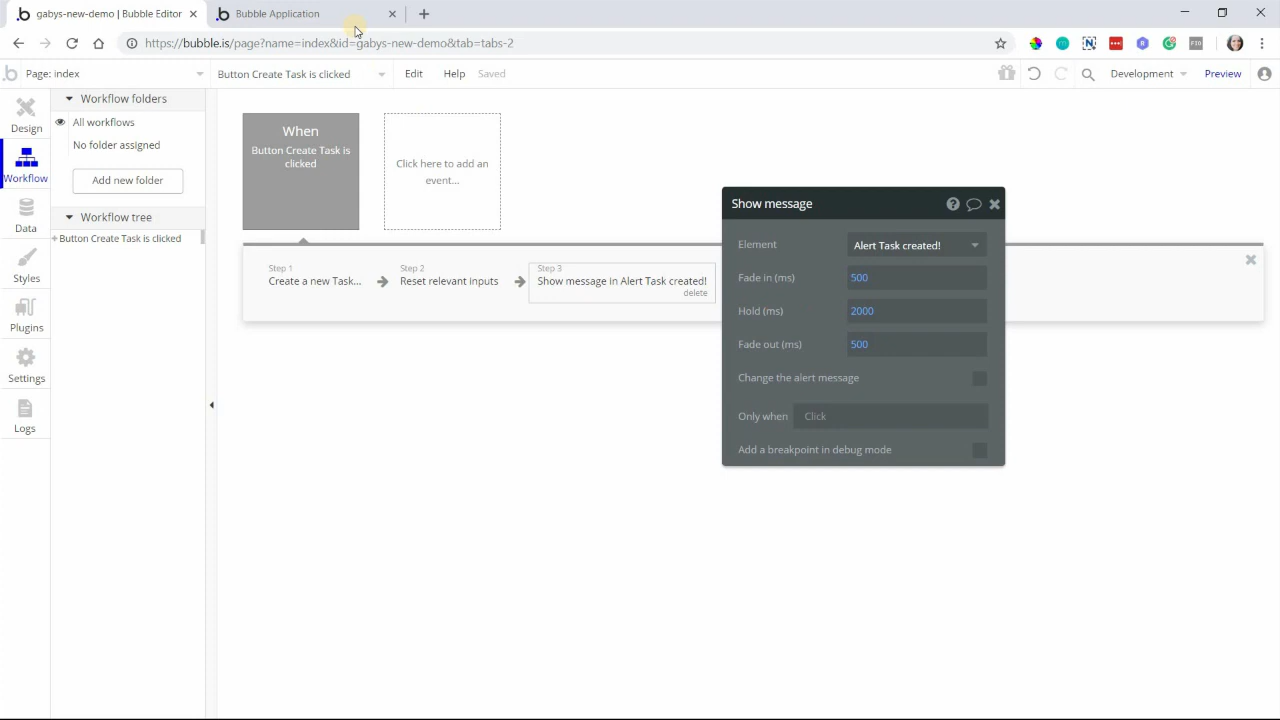 gabys-new-demo | Bubble Editor
Bubble Application
https://bubble.is/page?name=index&id=gabys-new-demo&tab=tabs-2
Page: index
Button Create Task is clicked
Edit
Help
Saved
Development
Preview
Design
Workflow
Data
Styles
Plugins
Settings
Logs
Workflow folders
All workflows
No folder assigned
Add new folder
Workflow tree
Button Create Task is clicked
When
Button Create Task is
clicked
Click here to add an
event...
Step 1
Create a new Task...
Step 2
Reset relevant inputs
Step 3
Show message in Alert Task created!
delete
Show message
Element
Alert Task created!
Fade in (ms)
500
Hold (ms)
2000
Fade out (ms)
500
Change the alert message
Only when
Click
Add a breakpoint in debug mode